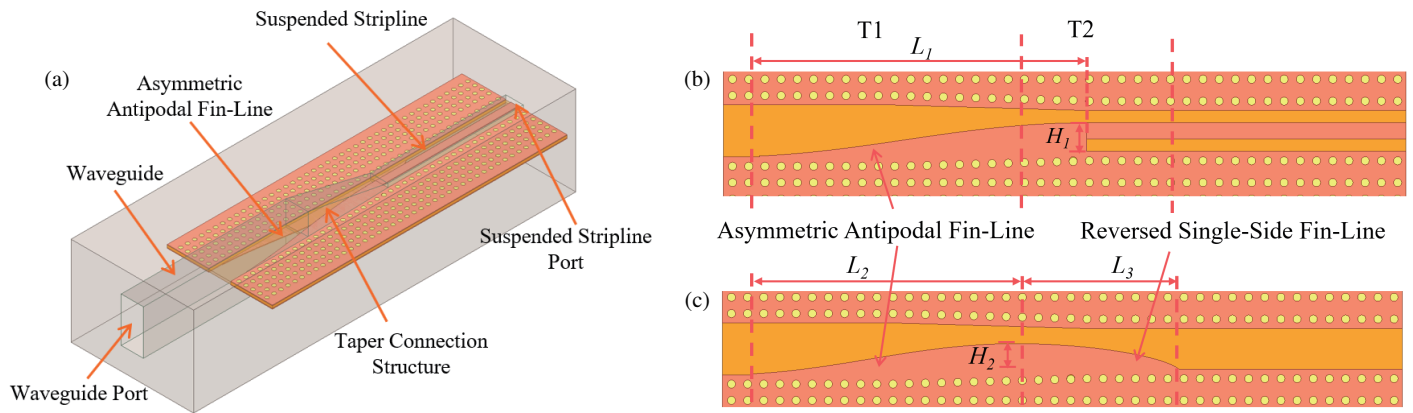 (a)
Suspended Stripline
Asymmetric
Antipodal Fin-Line
Waveguide
Waveguide Port
Taper Connection
Structure
Suspended Stripline
Port
T1
T2
(b)
L1
H1
Asymmetric Antipodal Fin-Line
Reversed Single-Side Fin-Line
(c)
L2
L3
H2